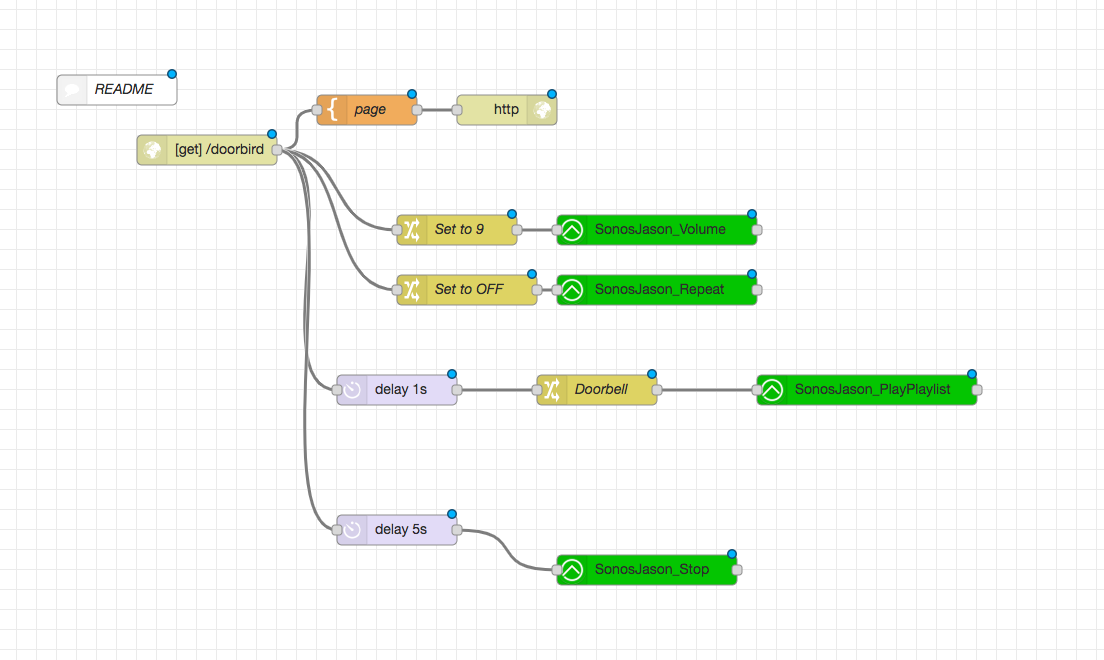 README
page
http
[get] /doorbird
Set to 9
SonosJason_Volume
Set to OFF
SonosJason_Repeat
delay 1s
Doorbell
SonosJason_PlayPlaylist
delay 5s
SonosJason_Stop